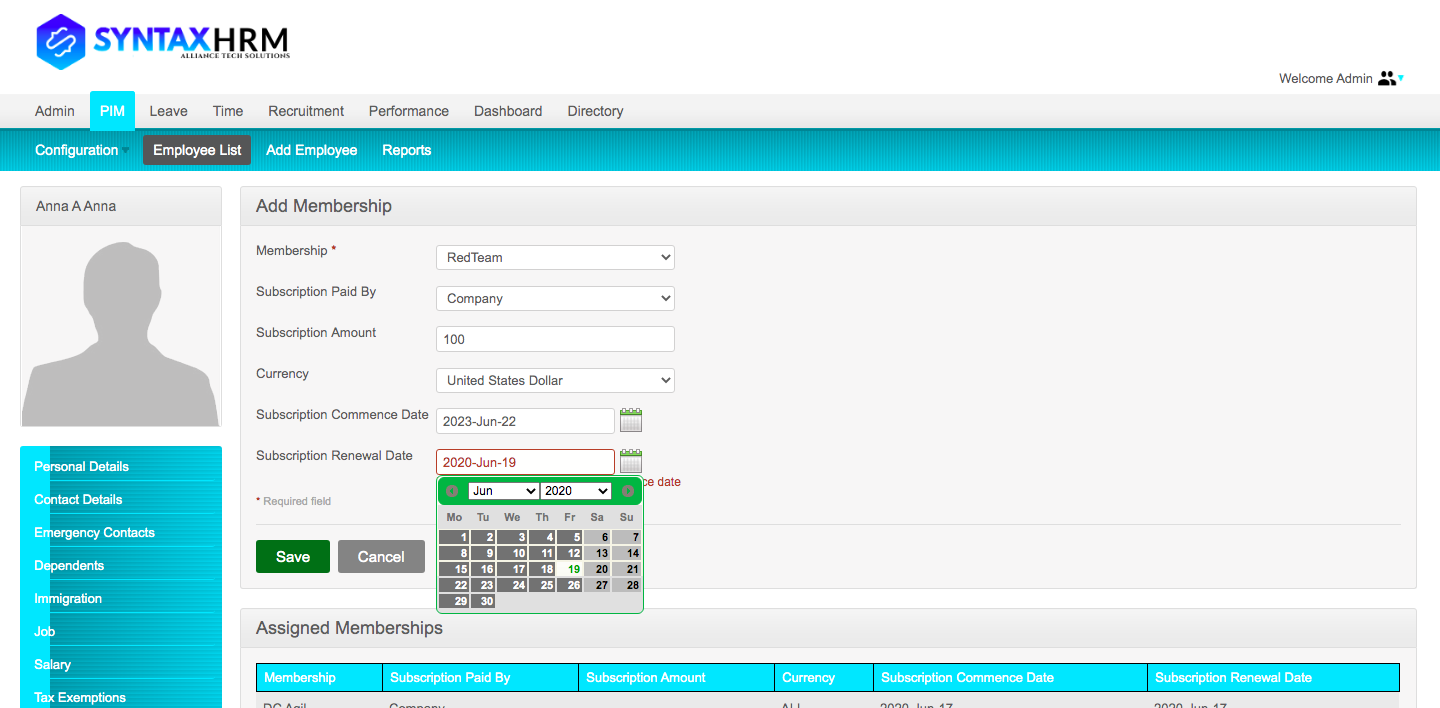 SYNTAXHRM
ALLIANCE TECH SOLUTIONS
Welcome Admin
Admin PIM Leave Time Recruitment Performance Dashboard Directory
Configuration Employee List Add Employee Reports
Anna A Anna
Personal Details
Contact Details
Emergency Contacts
Dependents
Immigration
Job
Salary
Tax Exemptions
Add Membership
Membership * RedTeam
Subscription Paid By Company
Subscription Amount 100
Currency United States Dollar
Subscription Commence Date 2023-Jun-22
Subscription Renewal Date 2020-Jun-19
date
* Required field
Jun 2020
Mo Tu We Th Fr Sa Su
1 2 3 4 5 6 7
8 9 10 11 12 13 14
15 16 17 18 19 20 21
22 23 24 25 26 27 28
29 30
Save Cancel
Assigned Memberships
Membership Subscription Paid By Subscription Amount Currency Subscription Commence Date Subscription Renewal Date
Company 2020-Jun-17 2020-Jun-17